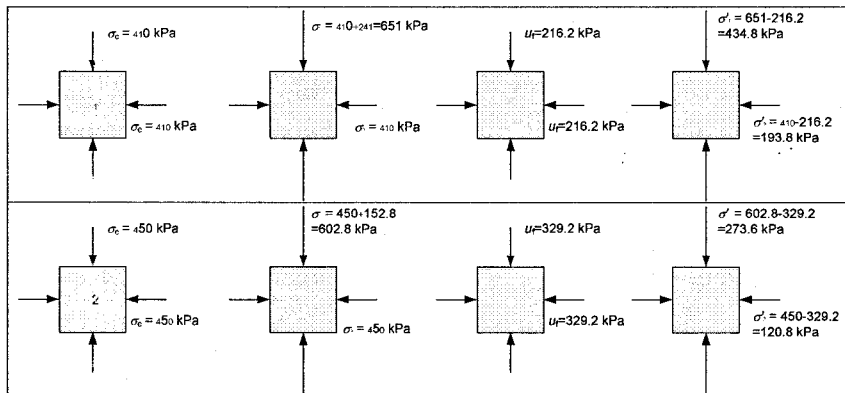 σc = 410 kPa
σ = 410+241=651 kPa
uf=216.2 kPa
σ'₁ = 651-216.2
=434.8 kPa
1
σc = 410 kPa
σ· = 410 kPa
uf=216.2 kPa
σ'₃ = 410-216.2
=193.8 kPa
σc = 450 kPa
σ = 450+152.8
=602.8 kPa
uf=329.2 kPa
σ' = 602.8-329.2
=273.6 kPa
2
σc = 450 kPa
σ· = 450 kPa
uf=329.2 kPa
σ'₃ = 450-329.2
=120.8 kPa